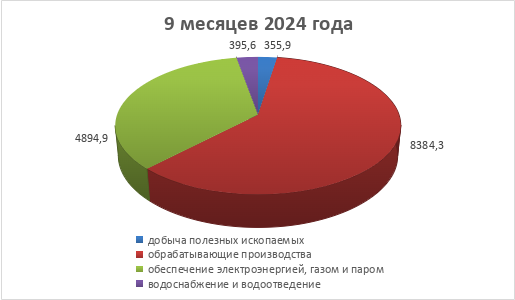 9 месяцев 2024 года
395,6 355,9
4894,9
8384,3
добыча полезных ископаемых
обрабатывающие производства
обеспечение электроэнергией, газом и паром
водоснабжение и водоотведение